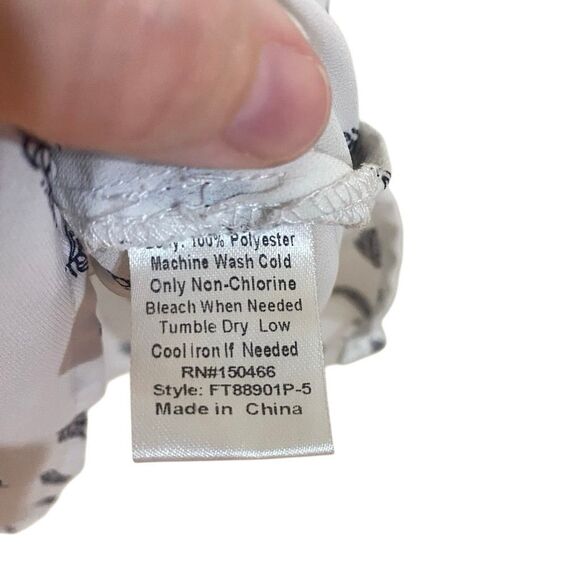 Body: 100% Polyester
Machine Wash Cold
Only Non-Chlorine
Bleach When Needed
Tumble Dry Low
Cool Iron If Needed
RN#150466
Style: FT88901P-5
Made in China